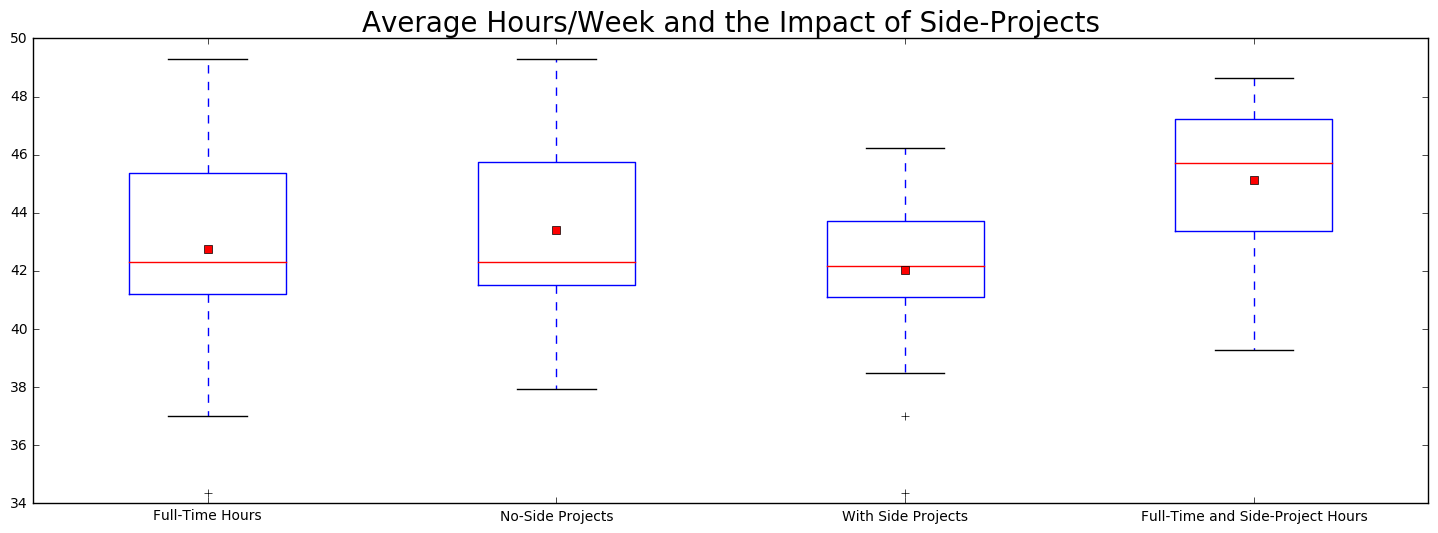 Average Hours/Week and the Impact of Side-Projects
50
48
46
44
42
40
38
36
34
Full-Time Hours
No-Side Projects
With Side Projects
Full-Time and Side-Project Hours